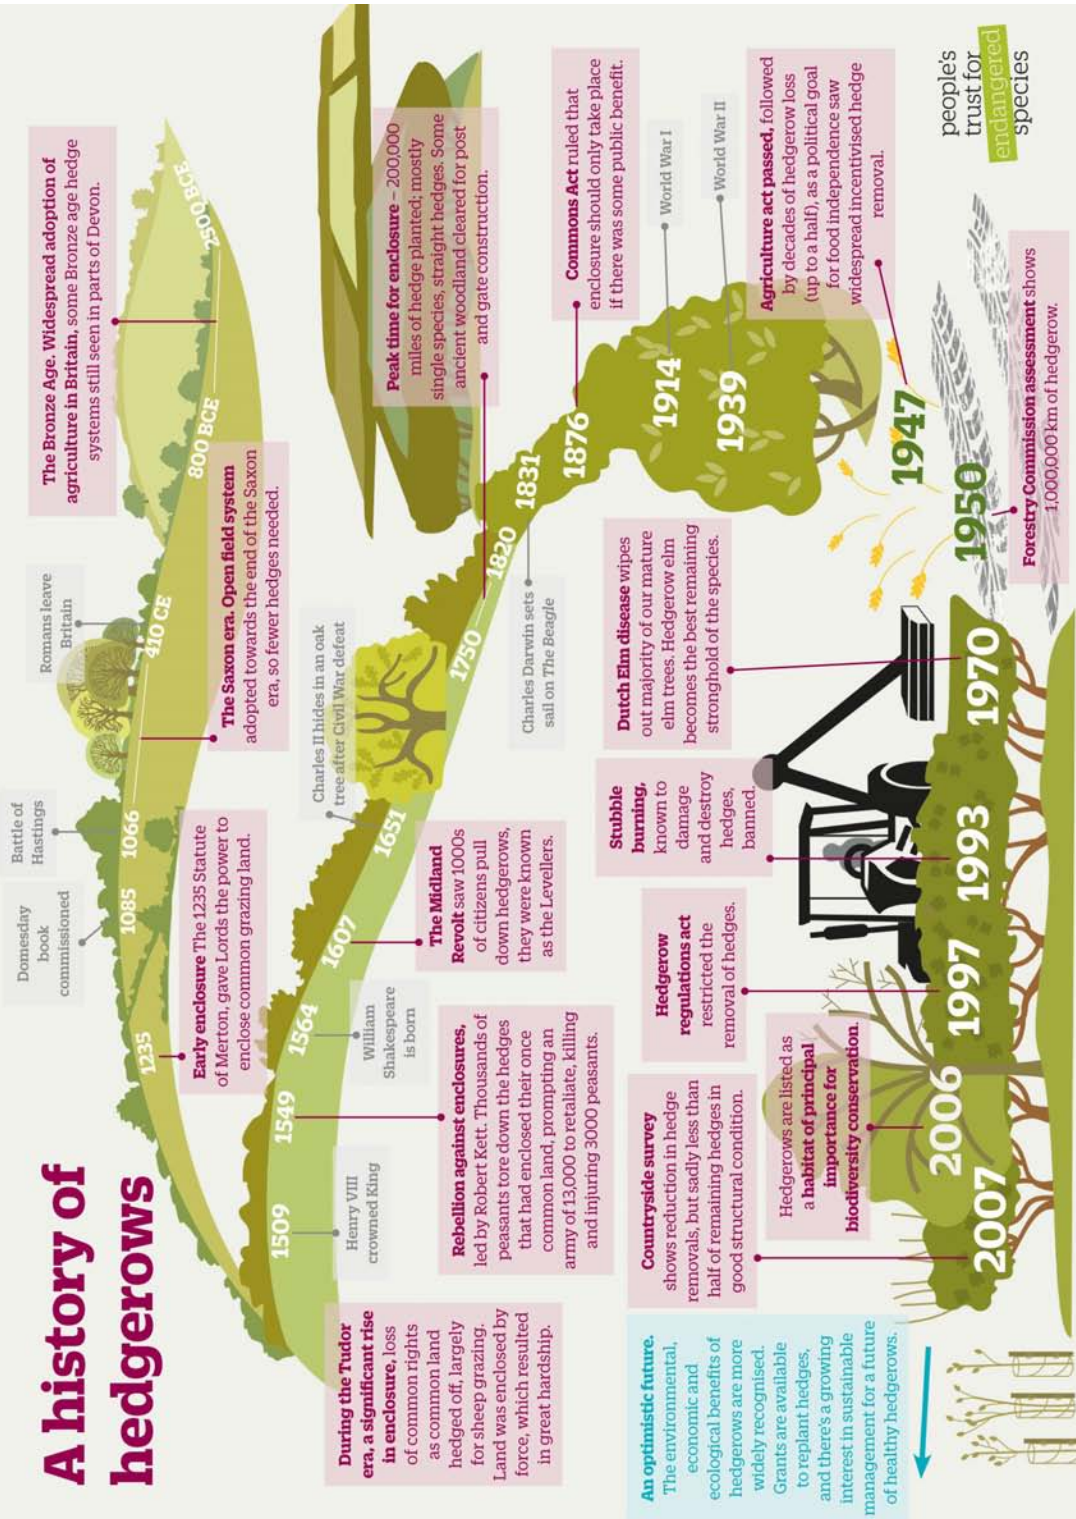 A history of
hedgerows
The Bronze Age. Widespread adoption of
agriculture in Britain, some Bronze age hedge
systems still seen in parts of Devon.
2500 BCE
800 BCE
Romans leave
Britain
410 CE
The Saxon era. Open field system
adopted towards the end of the Saxon
era, so fewer hedges needed.
Battle of
Hastings
1066
Domesday
book
commissioned
1085
1235
Early enclosure The 1235 Statute
of Merton, gave Lords the power to
enclose common grazing land.
During the Tudor
era, a significant rise
in enclosure, loss
of common rights
as common land
hedged off, largely
for sheep grazing.
Land was enclosed by
force, which resulted
in great hardship.
1509
Henry VIII
crowned King
1549
Rebellion against enclosures,
led by Robert Kett. Thousands of
peasants tore down the hedges
that had enclosed their once
common land, prompting an
army of 13,000 to retaliate, killing
and injuring 3000 peasants.
1564
William
Shakespeare
is born
1607
The Midland
Revolt saw 1000s
of citizens pull
down hedgerows,
they were known
as the Levellers.
1651
Charles II hides in an oak
tree after Civil War defeat
1750
1820
Peak time for enclosure – 200,000
miles of hedge planted; mostly
single species, straight hedges. Some
ancient woodland cleared for post
and gate construction.
1831
Charles Darwin sets
sail on The Beagle
1876
Commons Act ruled that
enclosure should only take place
if there was some public benefit.
1914
World War I
1939
World War II
1947
Agriculture act passed, followed
by decades of hedgerow loss
(up to a half), as a political goal
for food independence saw
widespread incentivised hedge
removal.
1950
Forestry Commission assessment shows
1,000,000 km of hedgerow.
1970
Dutch Elm disease wipes
out majority of our mature
elm trees. Hedgerow elm
becomes the best remaining
stronghold of the species.
1993
Stubble
burning,
known to
damage
and destroy
hedges,
banned.
1997
Hedgerow
regulations act
restricted the
removal of hedges.
2006
Hedgerows are listed as
a habitat of principal
importance for
biodiversity conservation.
2007
Countryside survey
shows reduction in hedge
removals, but sadly less than
half of remaining hedges in
good structural condition.
An optimistic future.
The environmental,
economic and
ecological benefits of
hedgerows are more
widely recognised.
Grants are available
to replant hedges,
and there's a growing
interest in sustainable
management for a future
of healthy hedgerows.
people's
trust for
endangered
species